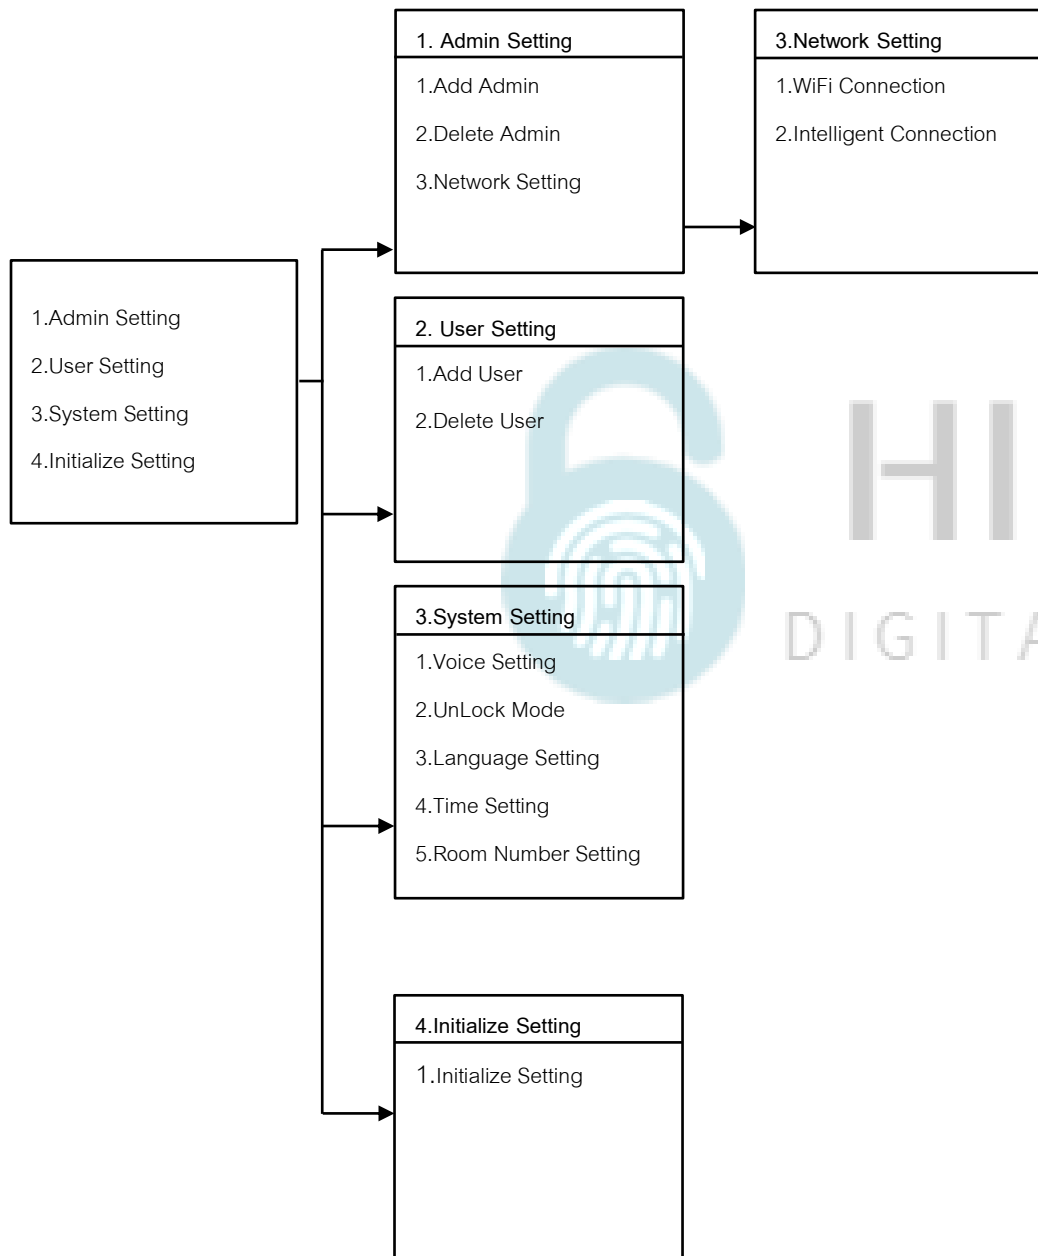 1. Admin Setting
1.Add Admin
2.Delete Admin
3.Network Setting
3.Network Setting
1.WiFi Connection
2.Intelligent Connection
1.Admin Setting
2.User Setting
3.System Setting
4.Initialize Setting
2. User Setting
1.Add User
2.Delete User
3.System Setting
1.Voice Setting
2.UnLock Mode
3.Language Setting
4.Time Setting
5.Room Number Setting
4.Initialize Setting
1.Initialize Setting
HI
DIGITA